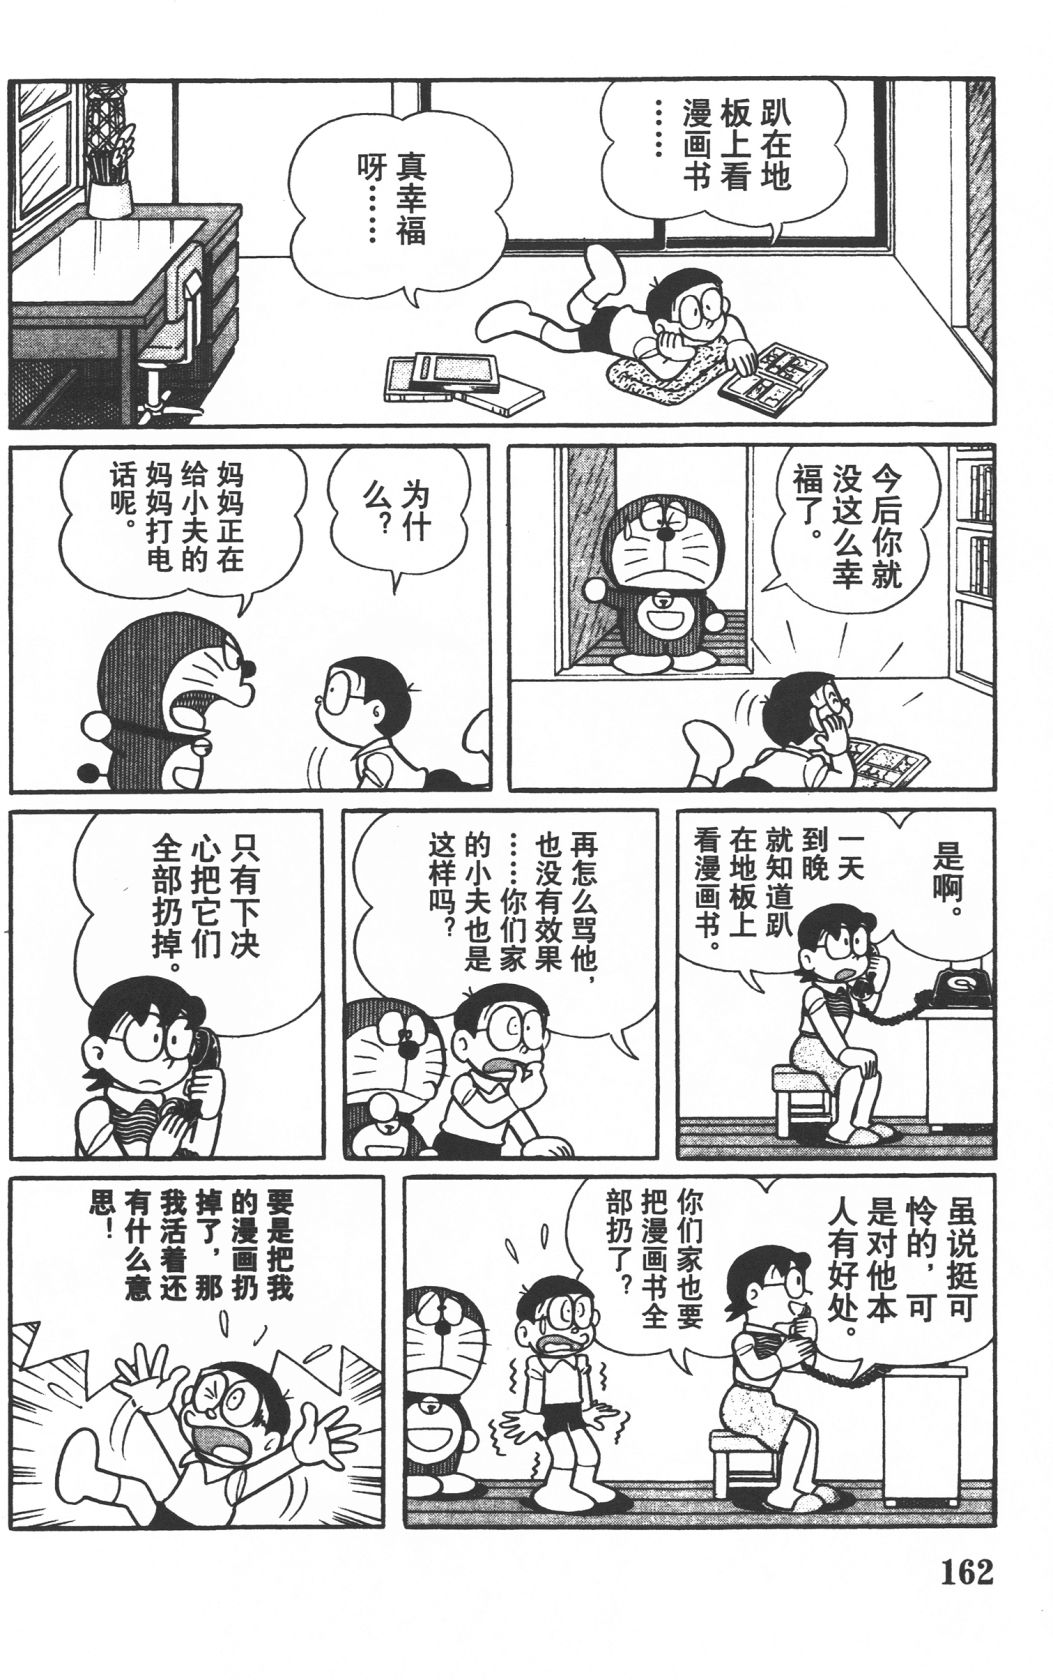 趴在地
板上看
漫画书
……
真幸福
呀……
今后你就
没这么幸
福了。
为什
么？
妈妈正在
给小夫的
妈妈打电
话呢。
是啊。
一天
到晚
就知道趴
在地板上
看漫画书。
再怎么骂他，
也没有效果
……你们家
的小夫也是
这样吗？
只有下决
心把它们
全部扔掉。
虽说挺可
怜的，可
是对他本
人有好处。
你们家也要
把漫画书全
部扔了？
要是把我
的漫画扔
掉了，那
我活着还
有什么意
思！
162